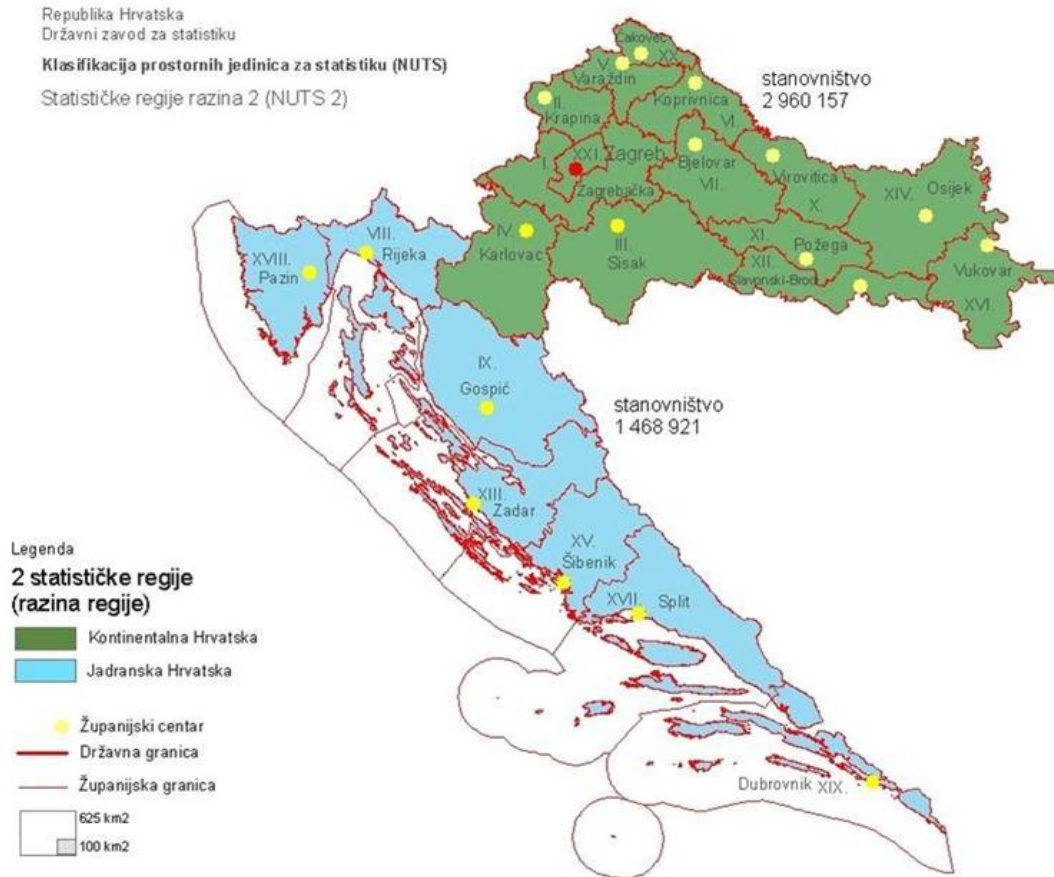 Republika Hrvatska
Državni zavod za statistiku
Klasifikacija prostornih jedinica za statistiku (NUTS)
Statističke regije razina 2 (NUTS 2)
stanovništvo
2 960 157
Čakovec
XX.
V.
Varaždin
II.
Krapina
Koprivnica
VI.
I.
XXI. Zagreb
Zagrebačka
Bjelovar
VII.
Virovitica
X.
XIV.
Osijek
IV.
Karlovac
III.
Sisak
XI.
Požega
XII.
Slavonski-Brod
Vukovar
XVI.
VIII.
Rijeka
XVIII.
Pazin
IX.
Gospić
stanovništvo
1 468 921
XIII.
Zadar
XV.
Šibenik
XVII.
Split
Dubrovnik XIX.
Legenda
2 statističke regije
(razina regije)
Kontinentalna Hrvatska
Jadranska Hrvatska
Županijski centar
Državna granica
Županijska granica
625 km2
100 km2